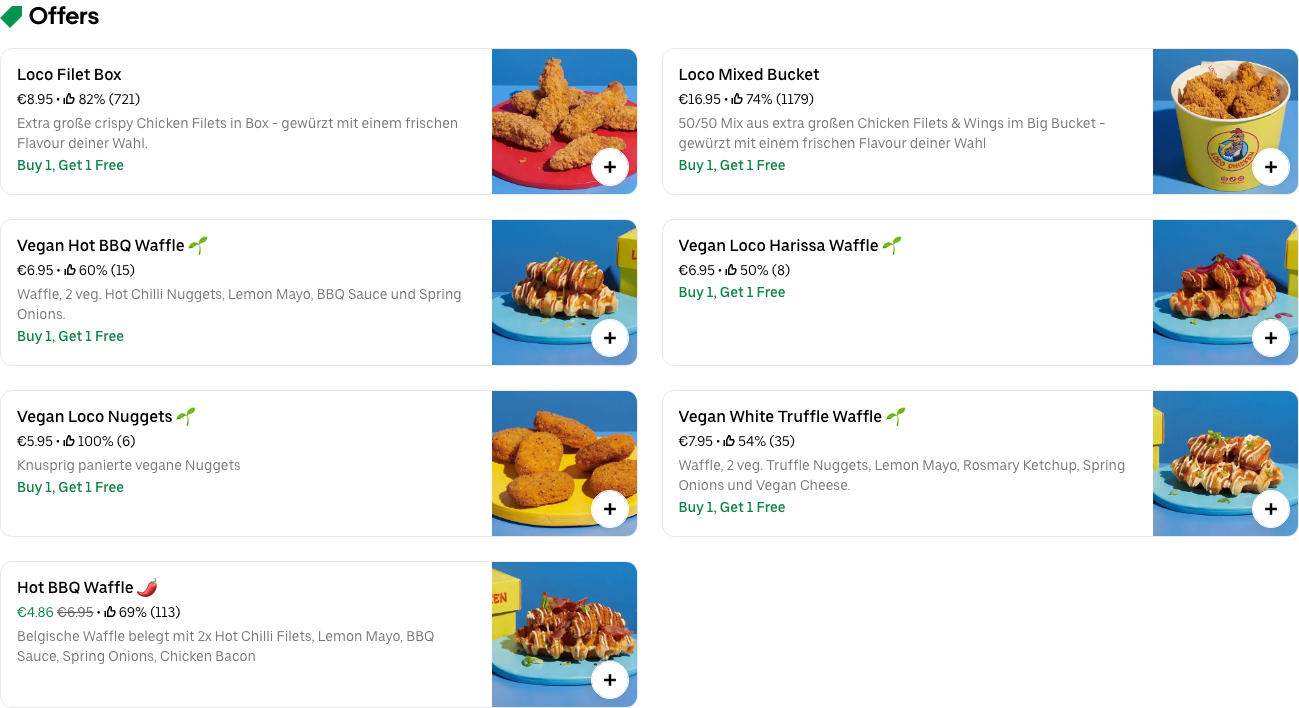 Offers
Loco Filet Box
€8.95 • 82% (721)
Extra große crispy Chicken Filets in Box - gewürzt mit einem frischen
Flavour deiner Wahl.
Buy 1, Get 1 Free
Loco Mixed Bucket
€16.95 • 74% (1179)
50/50 Mix aus extra großen Chicken Filets & Wings im Big Bucket -
gewürzt mit einem frischen Flavour deiner Wahl
Buy 1, Get 1 Free
LOCO CHICKEN
Vegan Hot BBQ Waffle
€6.95 • 60% (15)
Waffle, 2 veg. Hot Chilli Nuggets, Lemon Mayo, BBQ Sauce und Spring
Onions.
Buy 1, Get 1 Free
Vegan Loco Harissa Waffle
€6.95 • 50% (8)
Buy 1, Get 1 Free
Vegan Loco Nuggets
€5.95 • 100% (6)
Knusprig panierte vegane Nuggets
Buy 1, Get 1 Free
Vegan White Truffle Waffle
€7.95 • 54% (35)
Waffle, 2 veg. Truffle Nuggets, Lemon Mayo, Rosmary Ketchup, Spring
Onions und Vegan Cheese.
Buy 1, Get 1 Free
Hot BBQ Waffle
€4.86 €6.95 • 69% (113)
Belgische Waffle belegt mit 2x Hot Chilli Filets, Lemon Mayo, BBQ
Sauce, Spring Onions, Chicken Bacon